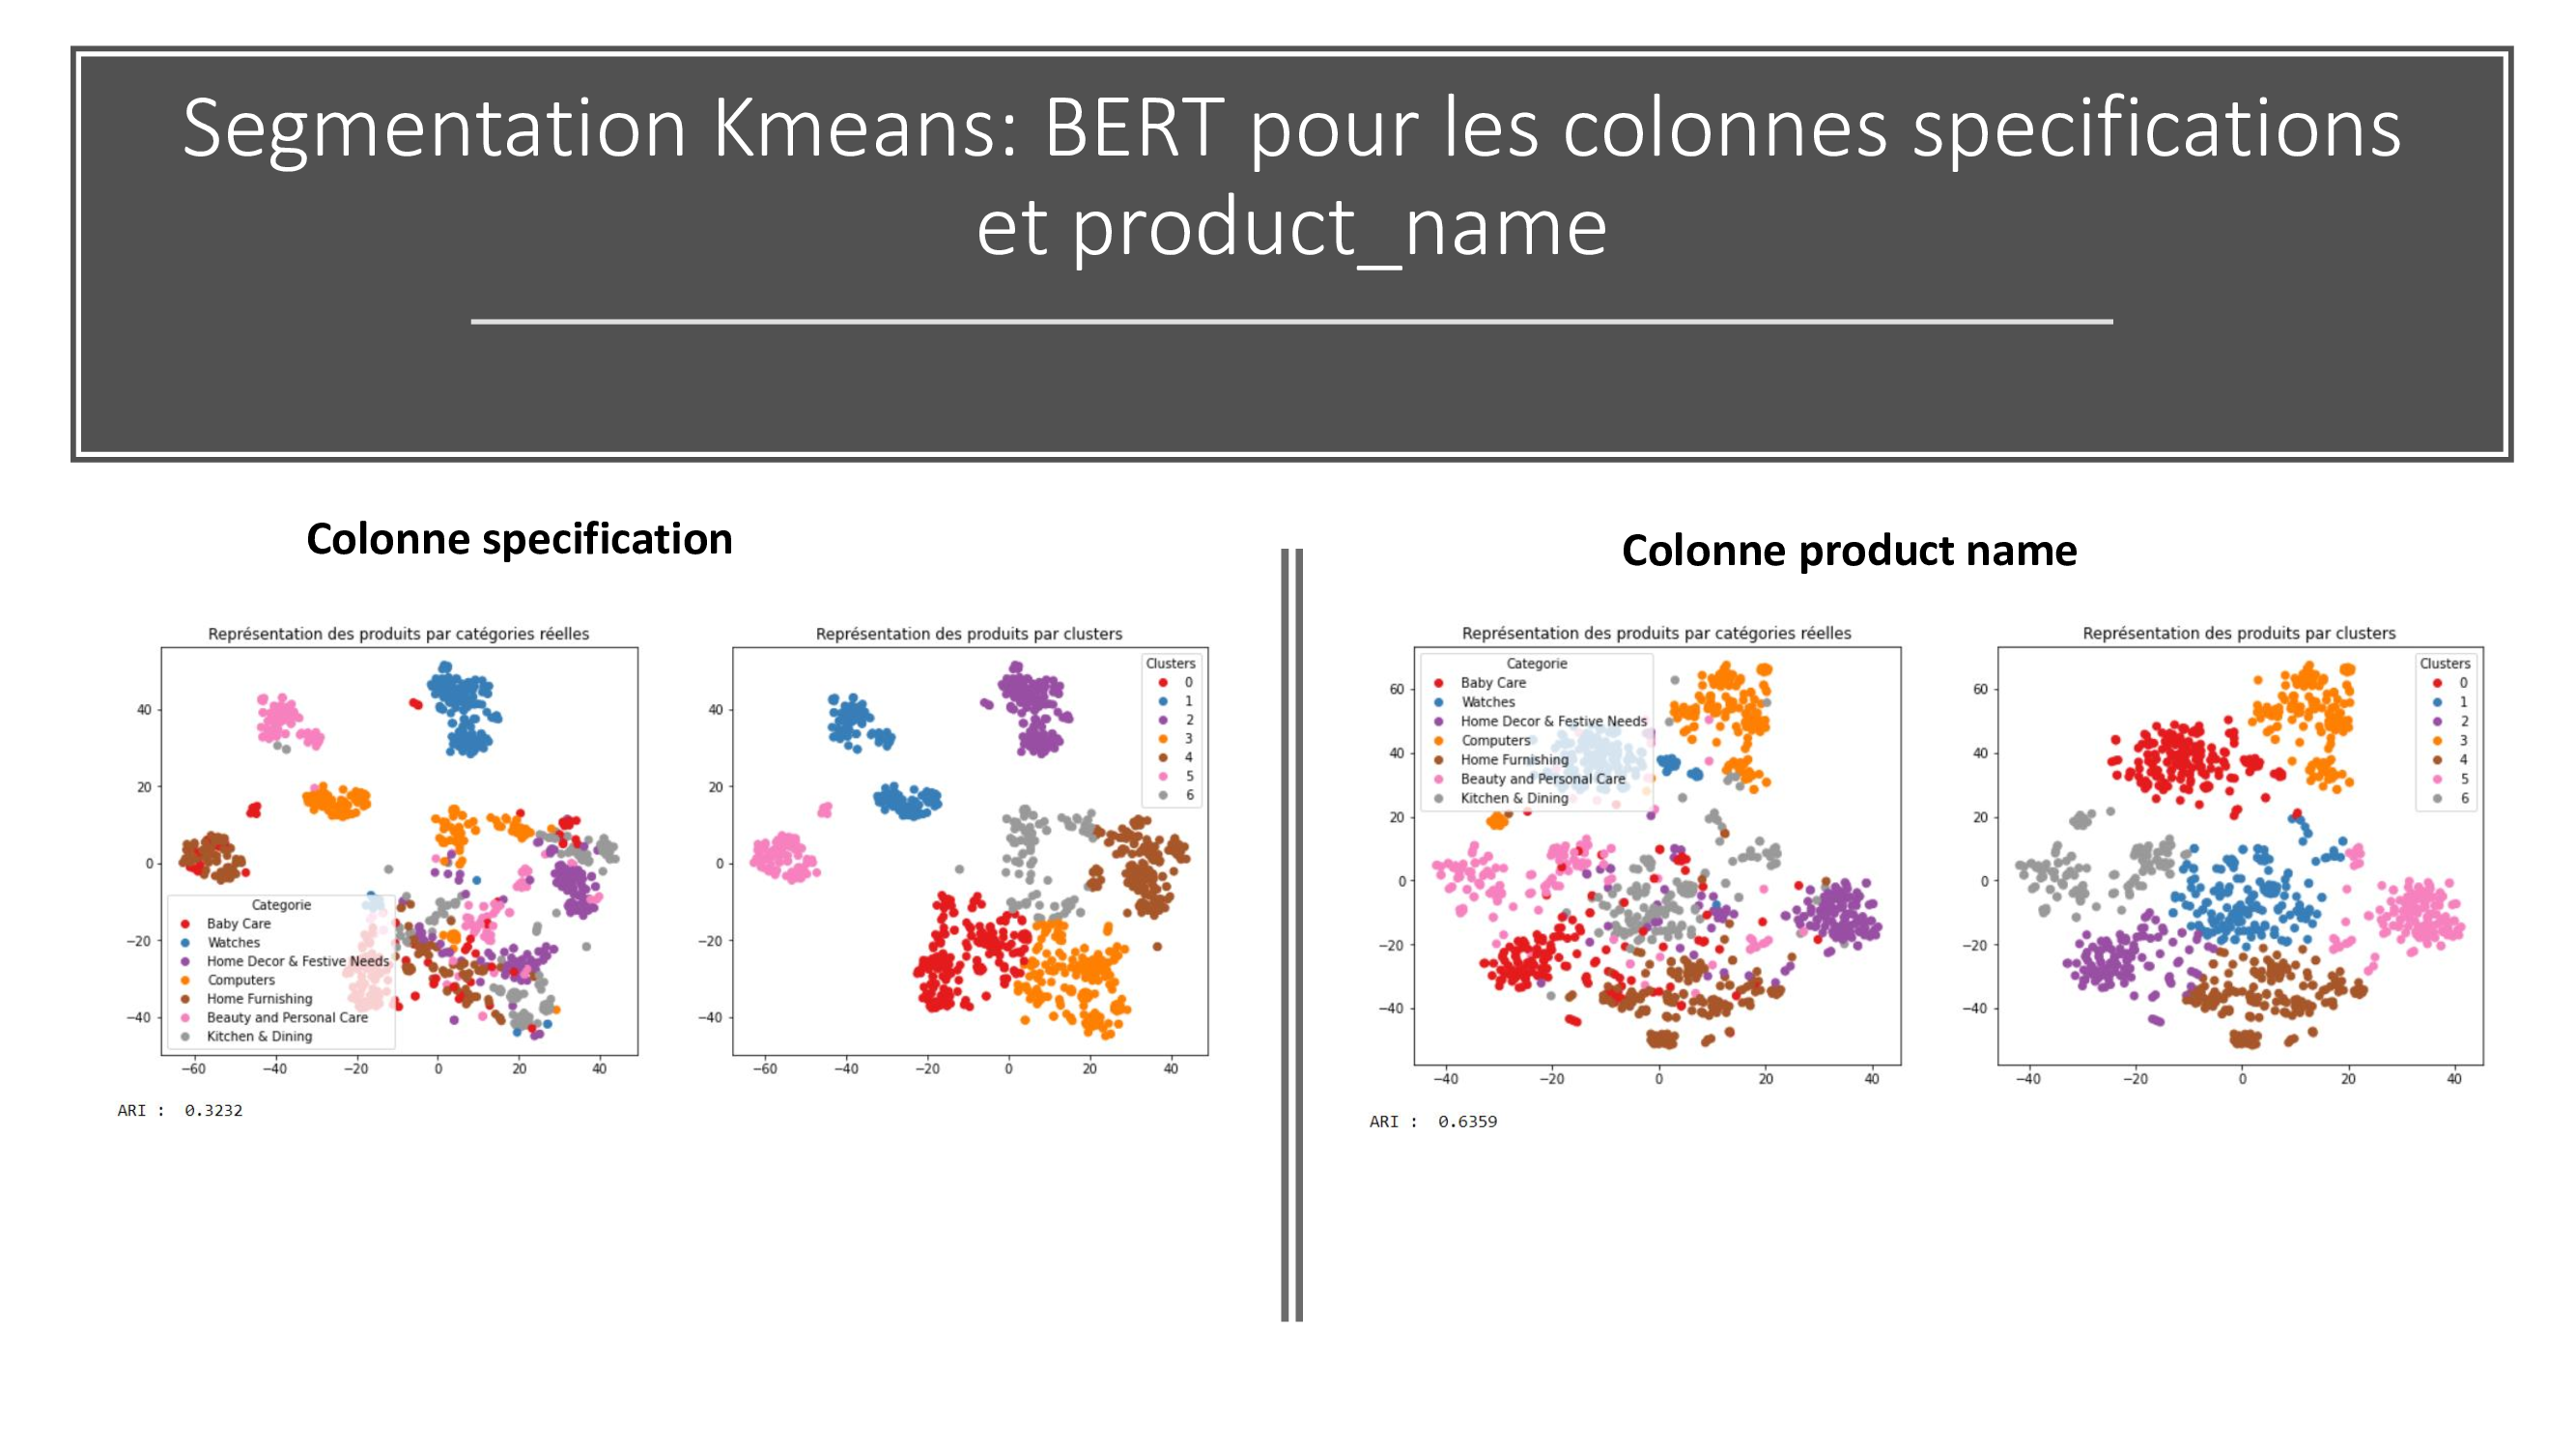 Segmentation Kmeans: BERT pour les colonnes specifications
et product_name
Colonne specification
Représentation des produits par catégories réelles
40
20
0
−20
−40
−60
−40
−20
0
20
40
Categorie
Baby Care
Watches
Home Decor & Festive Needs
Computers
Home Furnishing
Beauty and Personal Care
Kitchen & Dining
Représentation des produits par clusters
40
20
0
−20
−40
−60
−40
−20
0
20
40
Clusters
0
1
2
3
4
5
6
ARI : 0.3232
Colonne product name
Représentation des produits par catégories réelles
60
40
20
0
−20
−40
−40
−20
0
20
40
Categorie
Baby Care
Watches
Home Decor & Festive Needs
Computers
Home Furnishing
Beauty and Personal Care
Kitchen & Dining
Représentation des produits par clusters
60
40
20
0
−20
−40
−40
−20
0
20
40
Clusters
0
1
2
3
4
5
6
ARI : 0.6359